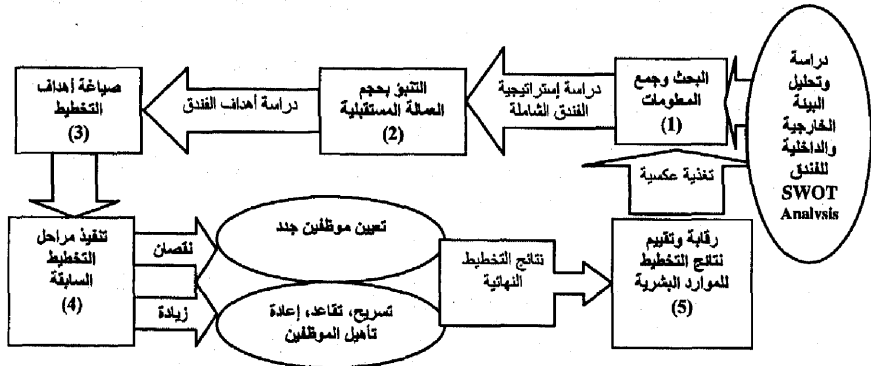 دراسة
وتحليل
البيئة
الخارجية
والداخلية
للفندق
SWOT
Analysis
البحث وجمع
المعلومات
(1)
دراسة إستراتيجية
الفندق الشاملة
التنبؤ بحجم
العمالة المستقبلية
(2)
دراسة أهداف الفندق
صياغة أهداف
التخطيط
(3)
تنفيذ مراحل
التخطيط
السابقة
(4)
نقصان
تعيين موظفين جدد
زيادة
تسريح، تقاعد، إعادة
تأهيل الموظفين
نتائج التخطيط
النهائية
رقابة وتقييم
نتائج التخطيط
للموارد البشرية
(5)
تغذية عكسية